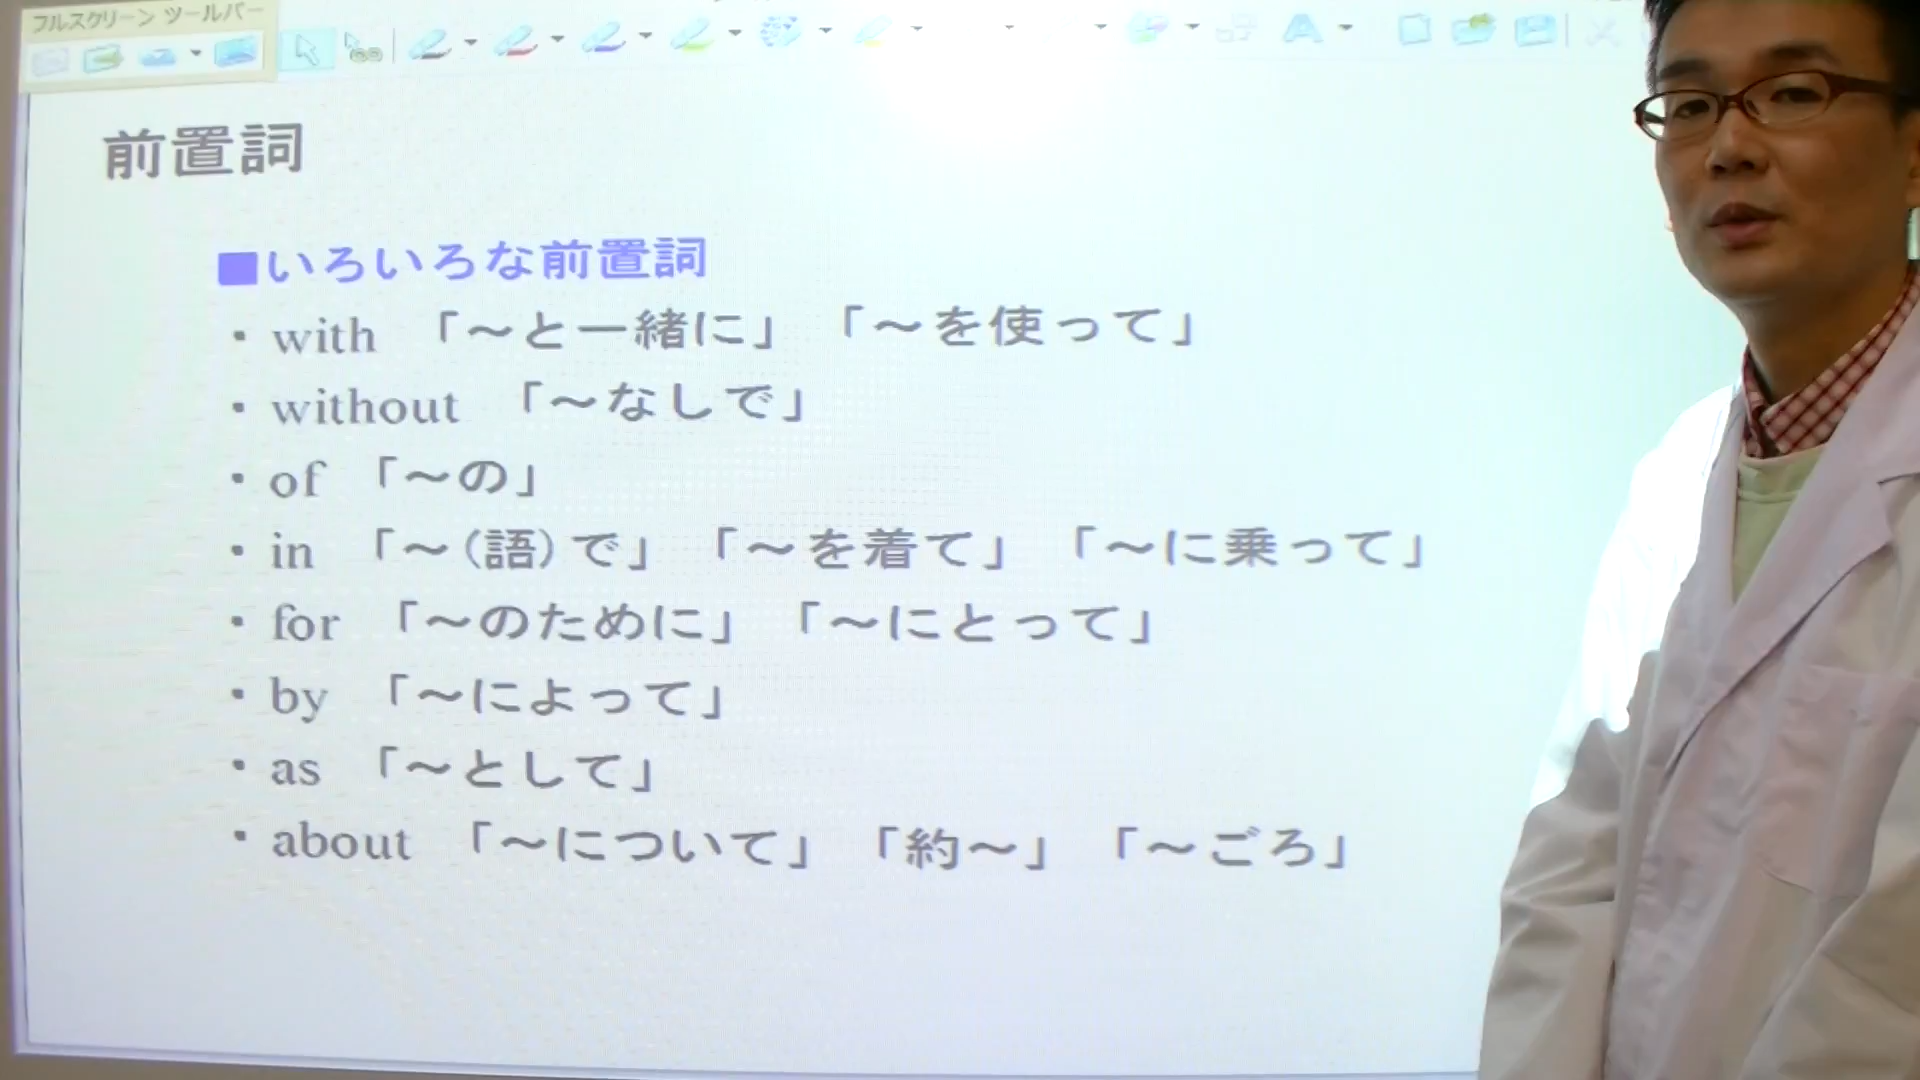 フルスクリーン ツールバー
前置詞
■いろいろな前置詞
・with 「～と一緒に」 「～を使って」
・without 「～なしで」
・of 「～の」
・in 「～(語)で」 「～を着て」 「～に乗って」
・for 「～のために」 「～にとって」
・by 「～によって」
・as 「～として」
・about 「～について」 「約～」 「～ごろ」